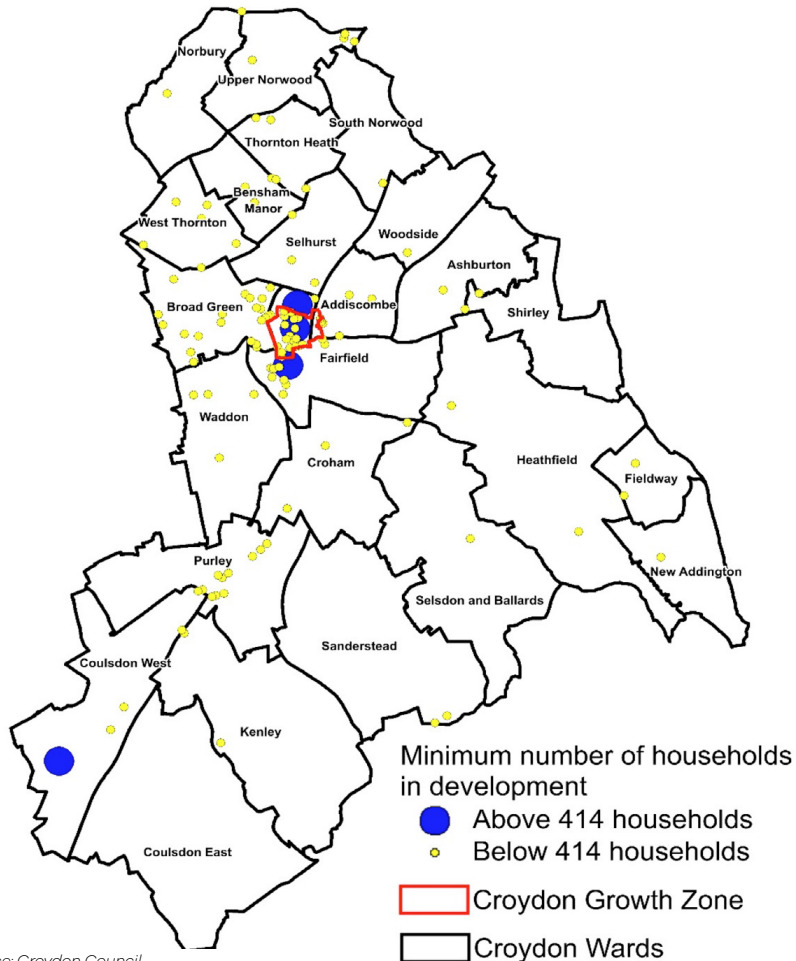 Norbury
Upper Norwood
South Norwood
Thornton Heath
Bensham
Manor
West Thornton
Woodside
Selhurst
Ashburton
Broad Green
Addiscombe
Shirley
Fairfield
Waddon
Croham
Heathfield
Fieldway
Purley
New Addington
Selsdon and Ballards
Sanderstead
Coulsdon West
Kenley
Coulsdon East
Minimum number of households
in development
Above 414 households
Below 414 households
Croydon Growth Zone
Croydon Wards
Croydon Council